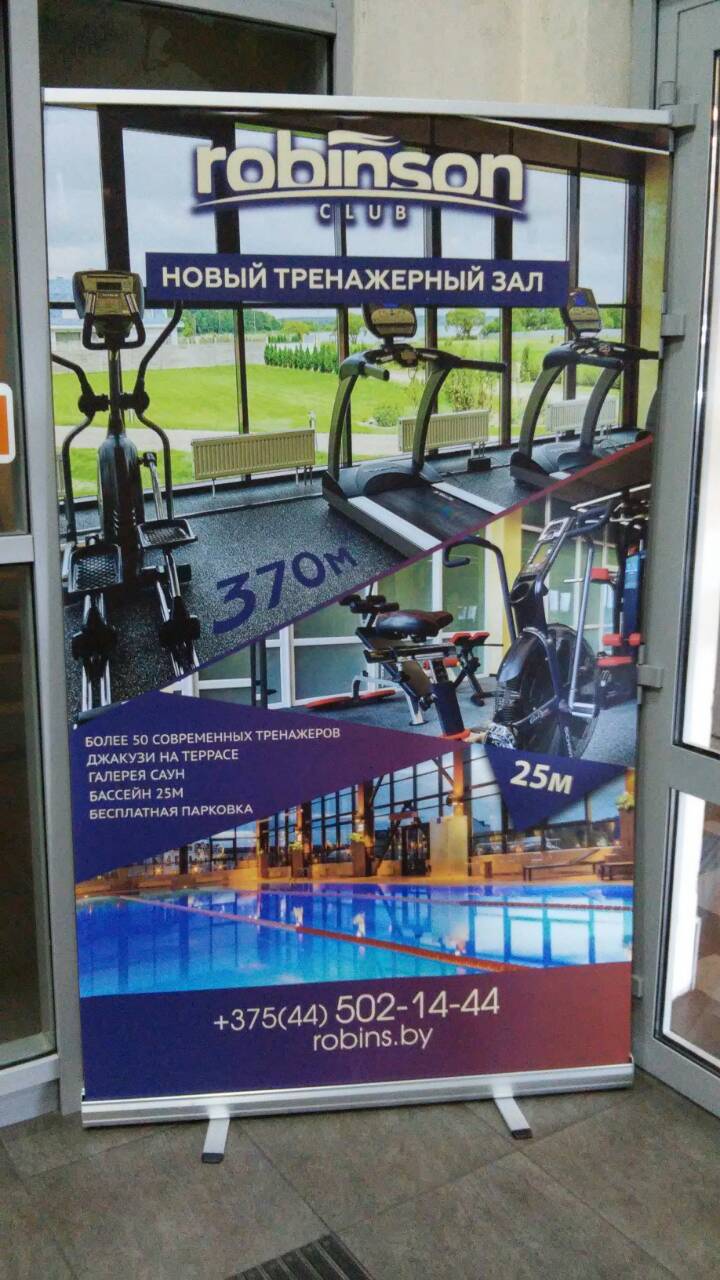 robinson
CLUB
НОВЫЙ ТРЕНАЖЕРНЫЙ ЗАЛ
370м
БОЛЕЕ 50 СОВРЕМЕННЫХ ТРЕНАЖЕРОВ
ДЖАКУЗИ НА ТЕРРАСЕ
ГАЛЕРЕЯ САУН
БАССЕЙН 25М
БЕСПЛАТНАЯ ПАРКОВКА
25м
+375(44) 502-14-44
robins.by